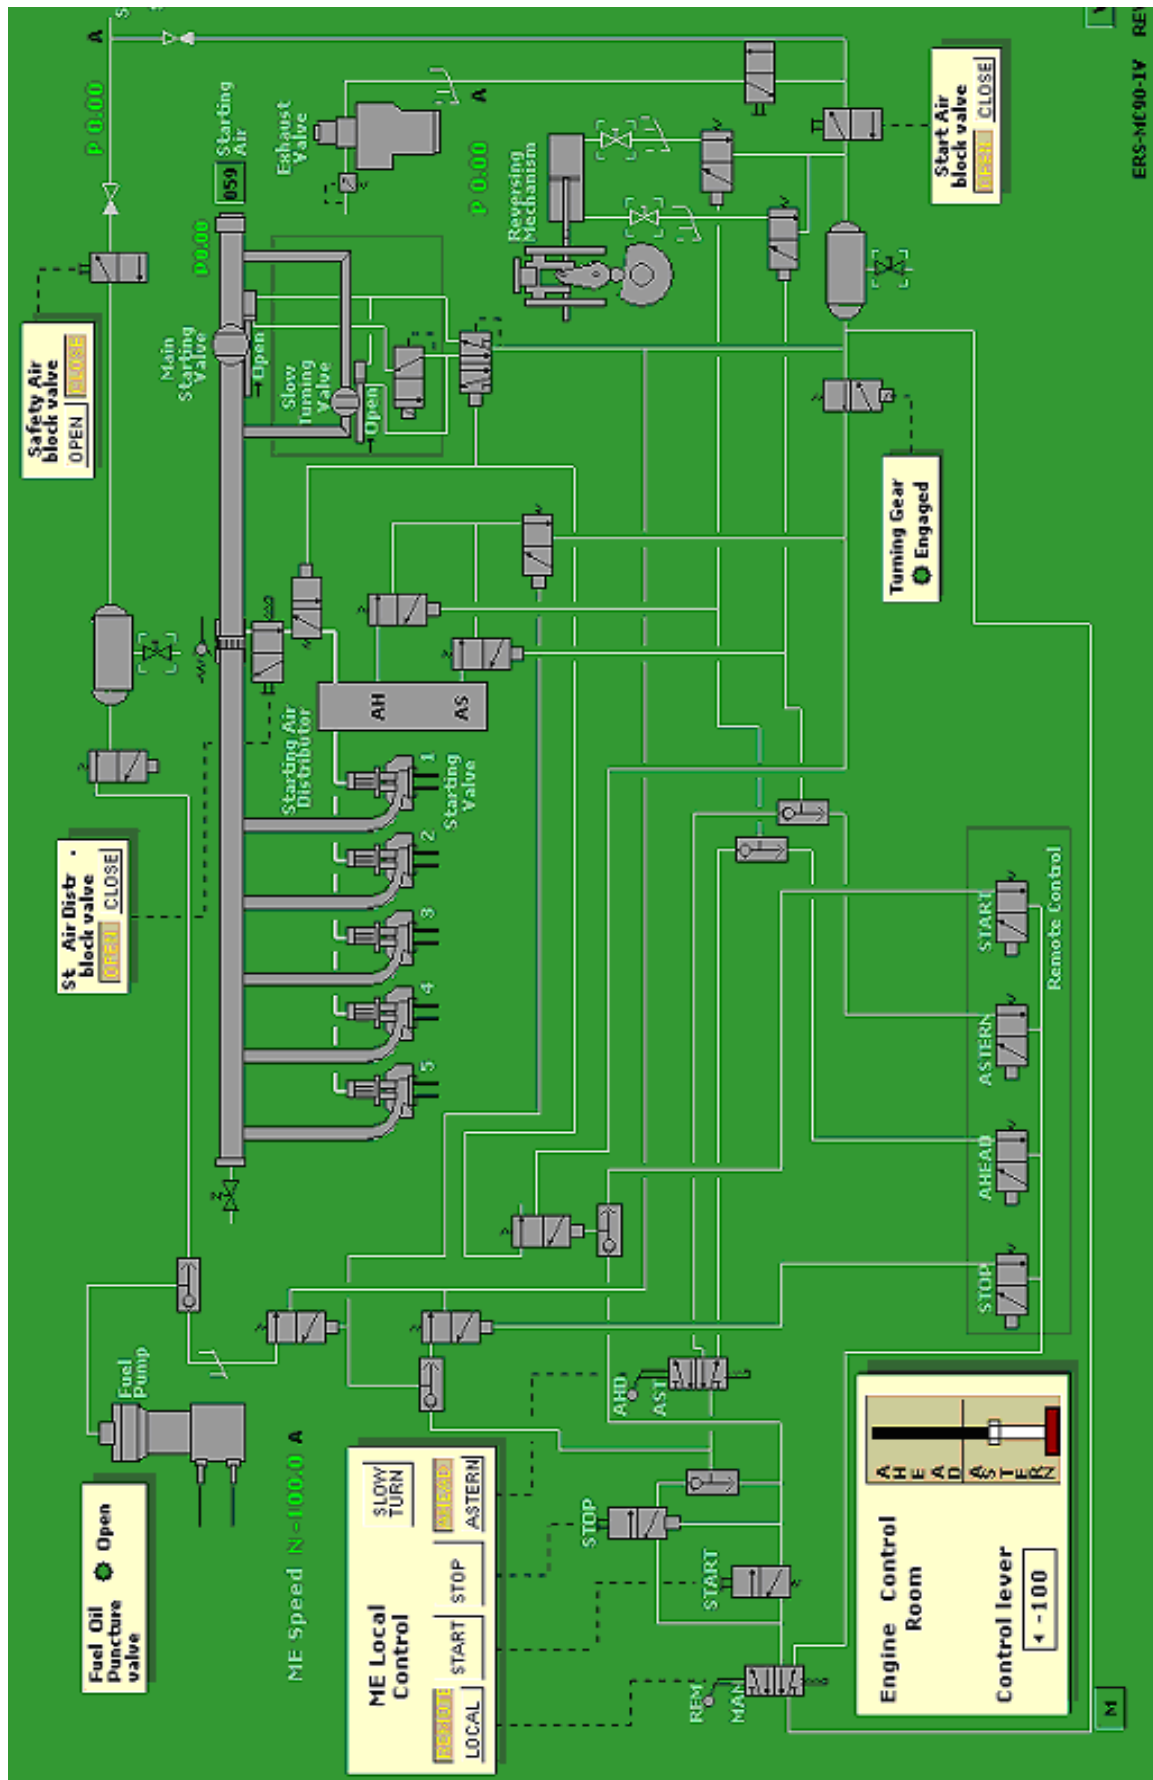 Fuel Oil
Puncture
valve
Open
St Air Distr .
block valve
OPEN CLOSE
Safety Air
block valve
OPEN CLOSE
P 0.00
A
Fuel
Pump
Main
Starting
Valve
P0.00
059
Starting
Air
ME Speed N -100.0 A
Starting Air
Distributor
Slow
Turning
Valve
Open
Open
Exhaust
Valve
AH
AS
5
4
3
2
1
Starting
Valve
P 0.00
A
Reversing
Mechanism
ME Local
Control
SLOW
TURN
REMOTE
LOCAL
START
STOP
AHEAD
ASTERN
STOP
AHD
AST
START
REM
MAN
Turning Gear
Engaged
Start Air
block valve
OPEN CLOSE
Engine Control
Room
AHEAD ASTERN
Control lever
-100
STOP
AHEAD
ASTERN
START
Remote Control
M
ERS-ME90-IV REV